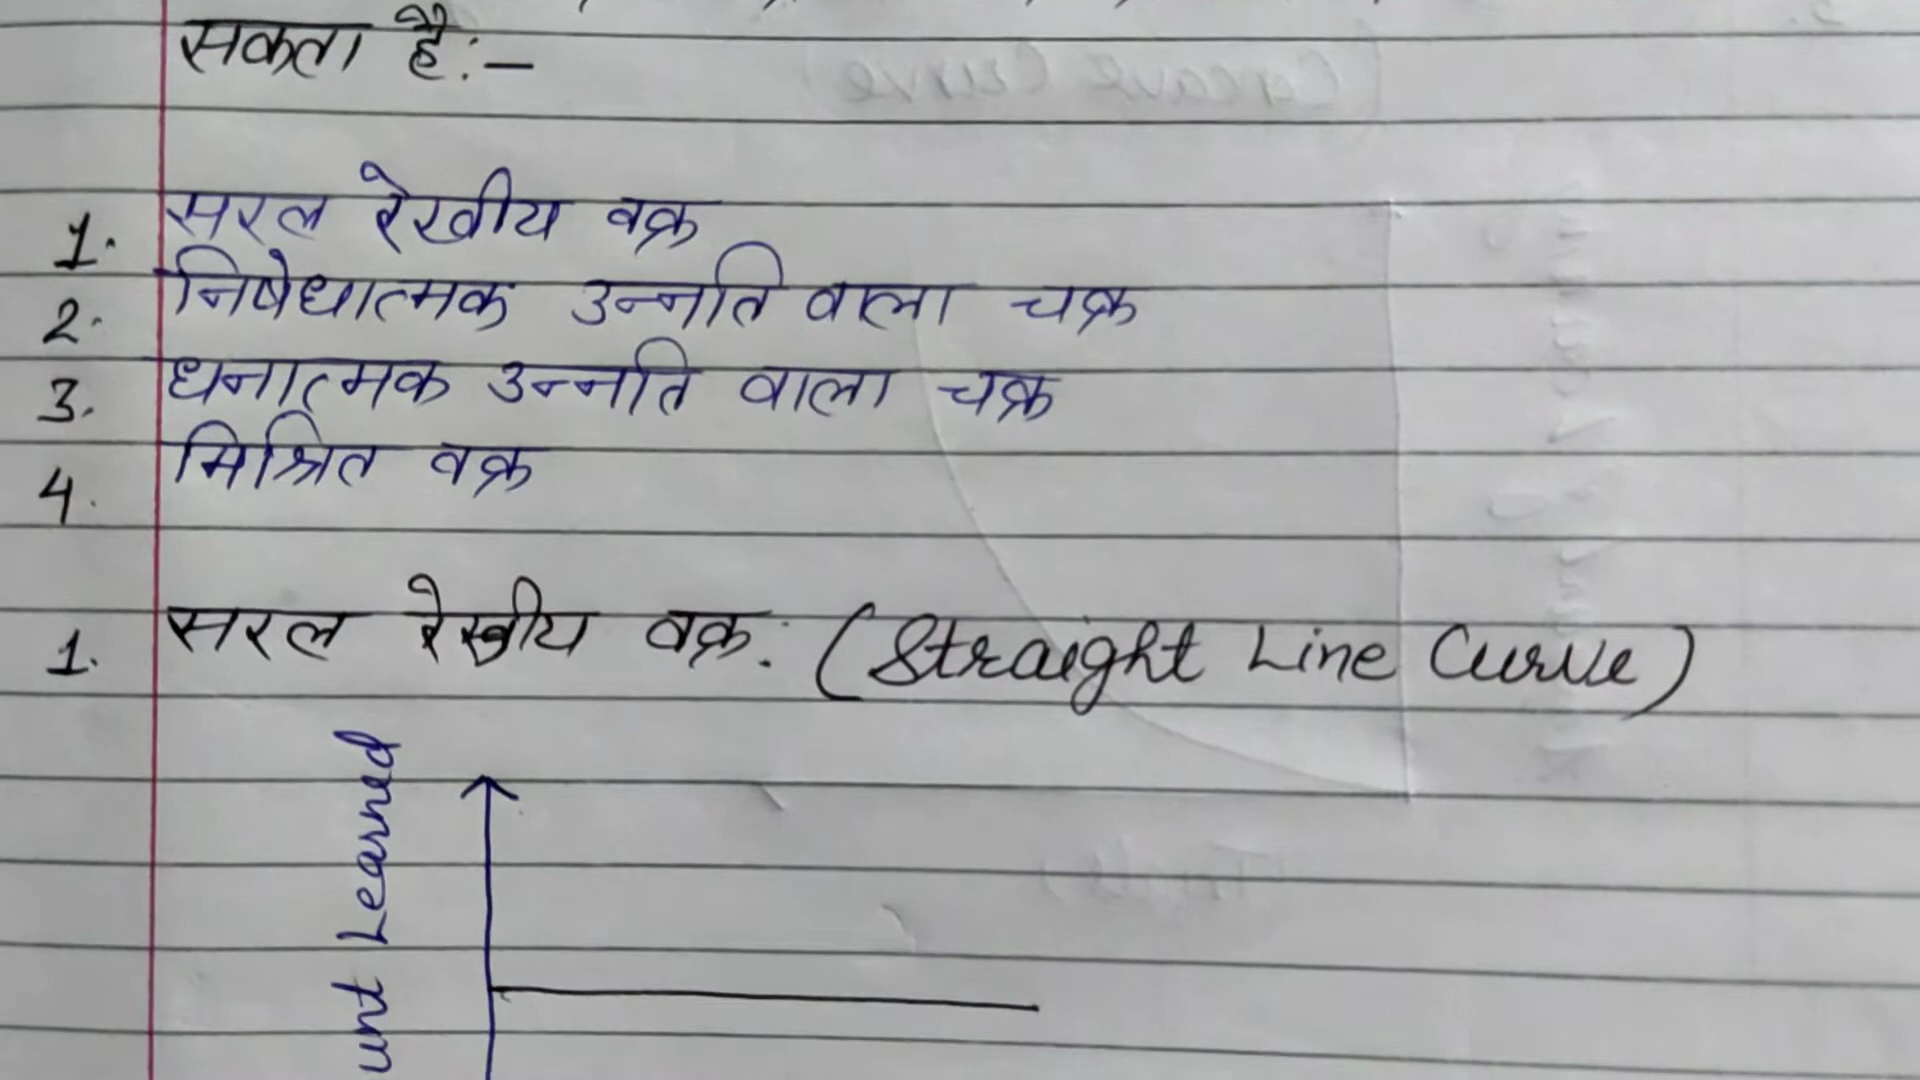 सकता है:-
1. सरल रेखीय वक्र
2. निषेधात्मक उन्नति वाला चक्र
3. धनात्मक उन्नति वाला चक्र
4. मिश्रित वक्र
1. सरल रेखीय वक्र. (Straight Line Curve)
unt Learned